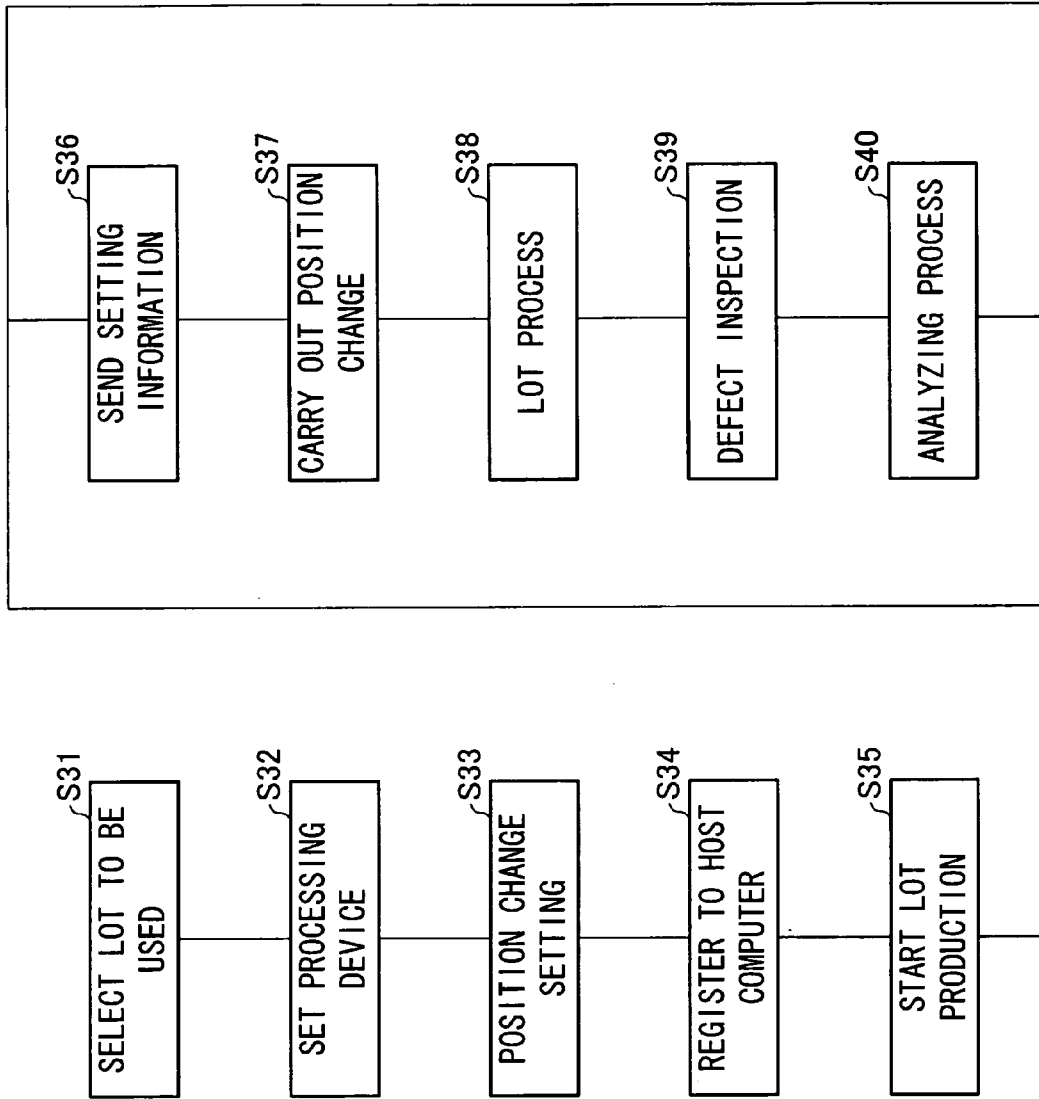 S31
SELECT LOT TO BE
USED
S32
SET PROCESSING
DEVICE
S33
POSITION CHANGE
SETTING
S34
REGISTER TO HOST
COMPUTER
S35
START LOT
PRODUCTION
S36
SEND SETTING
INFORMATION
S37
CARRY OUT POSITION
CHANGE
S38
LOT PROCESS
S39
DEFECT INSPECTION
S40
ANALYZING PROCESS